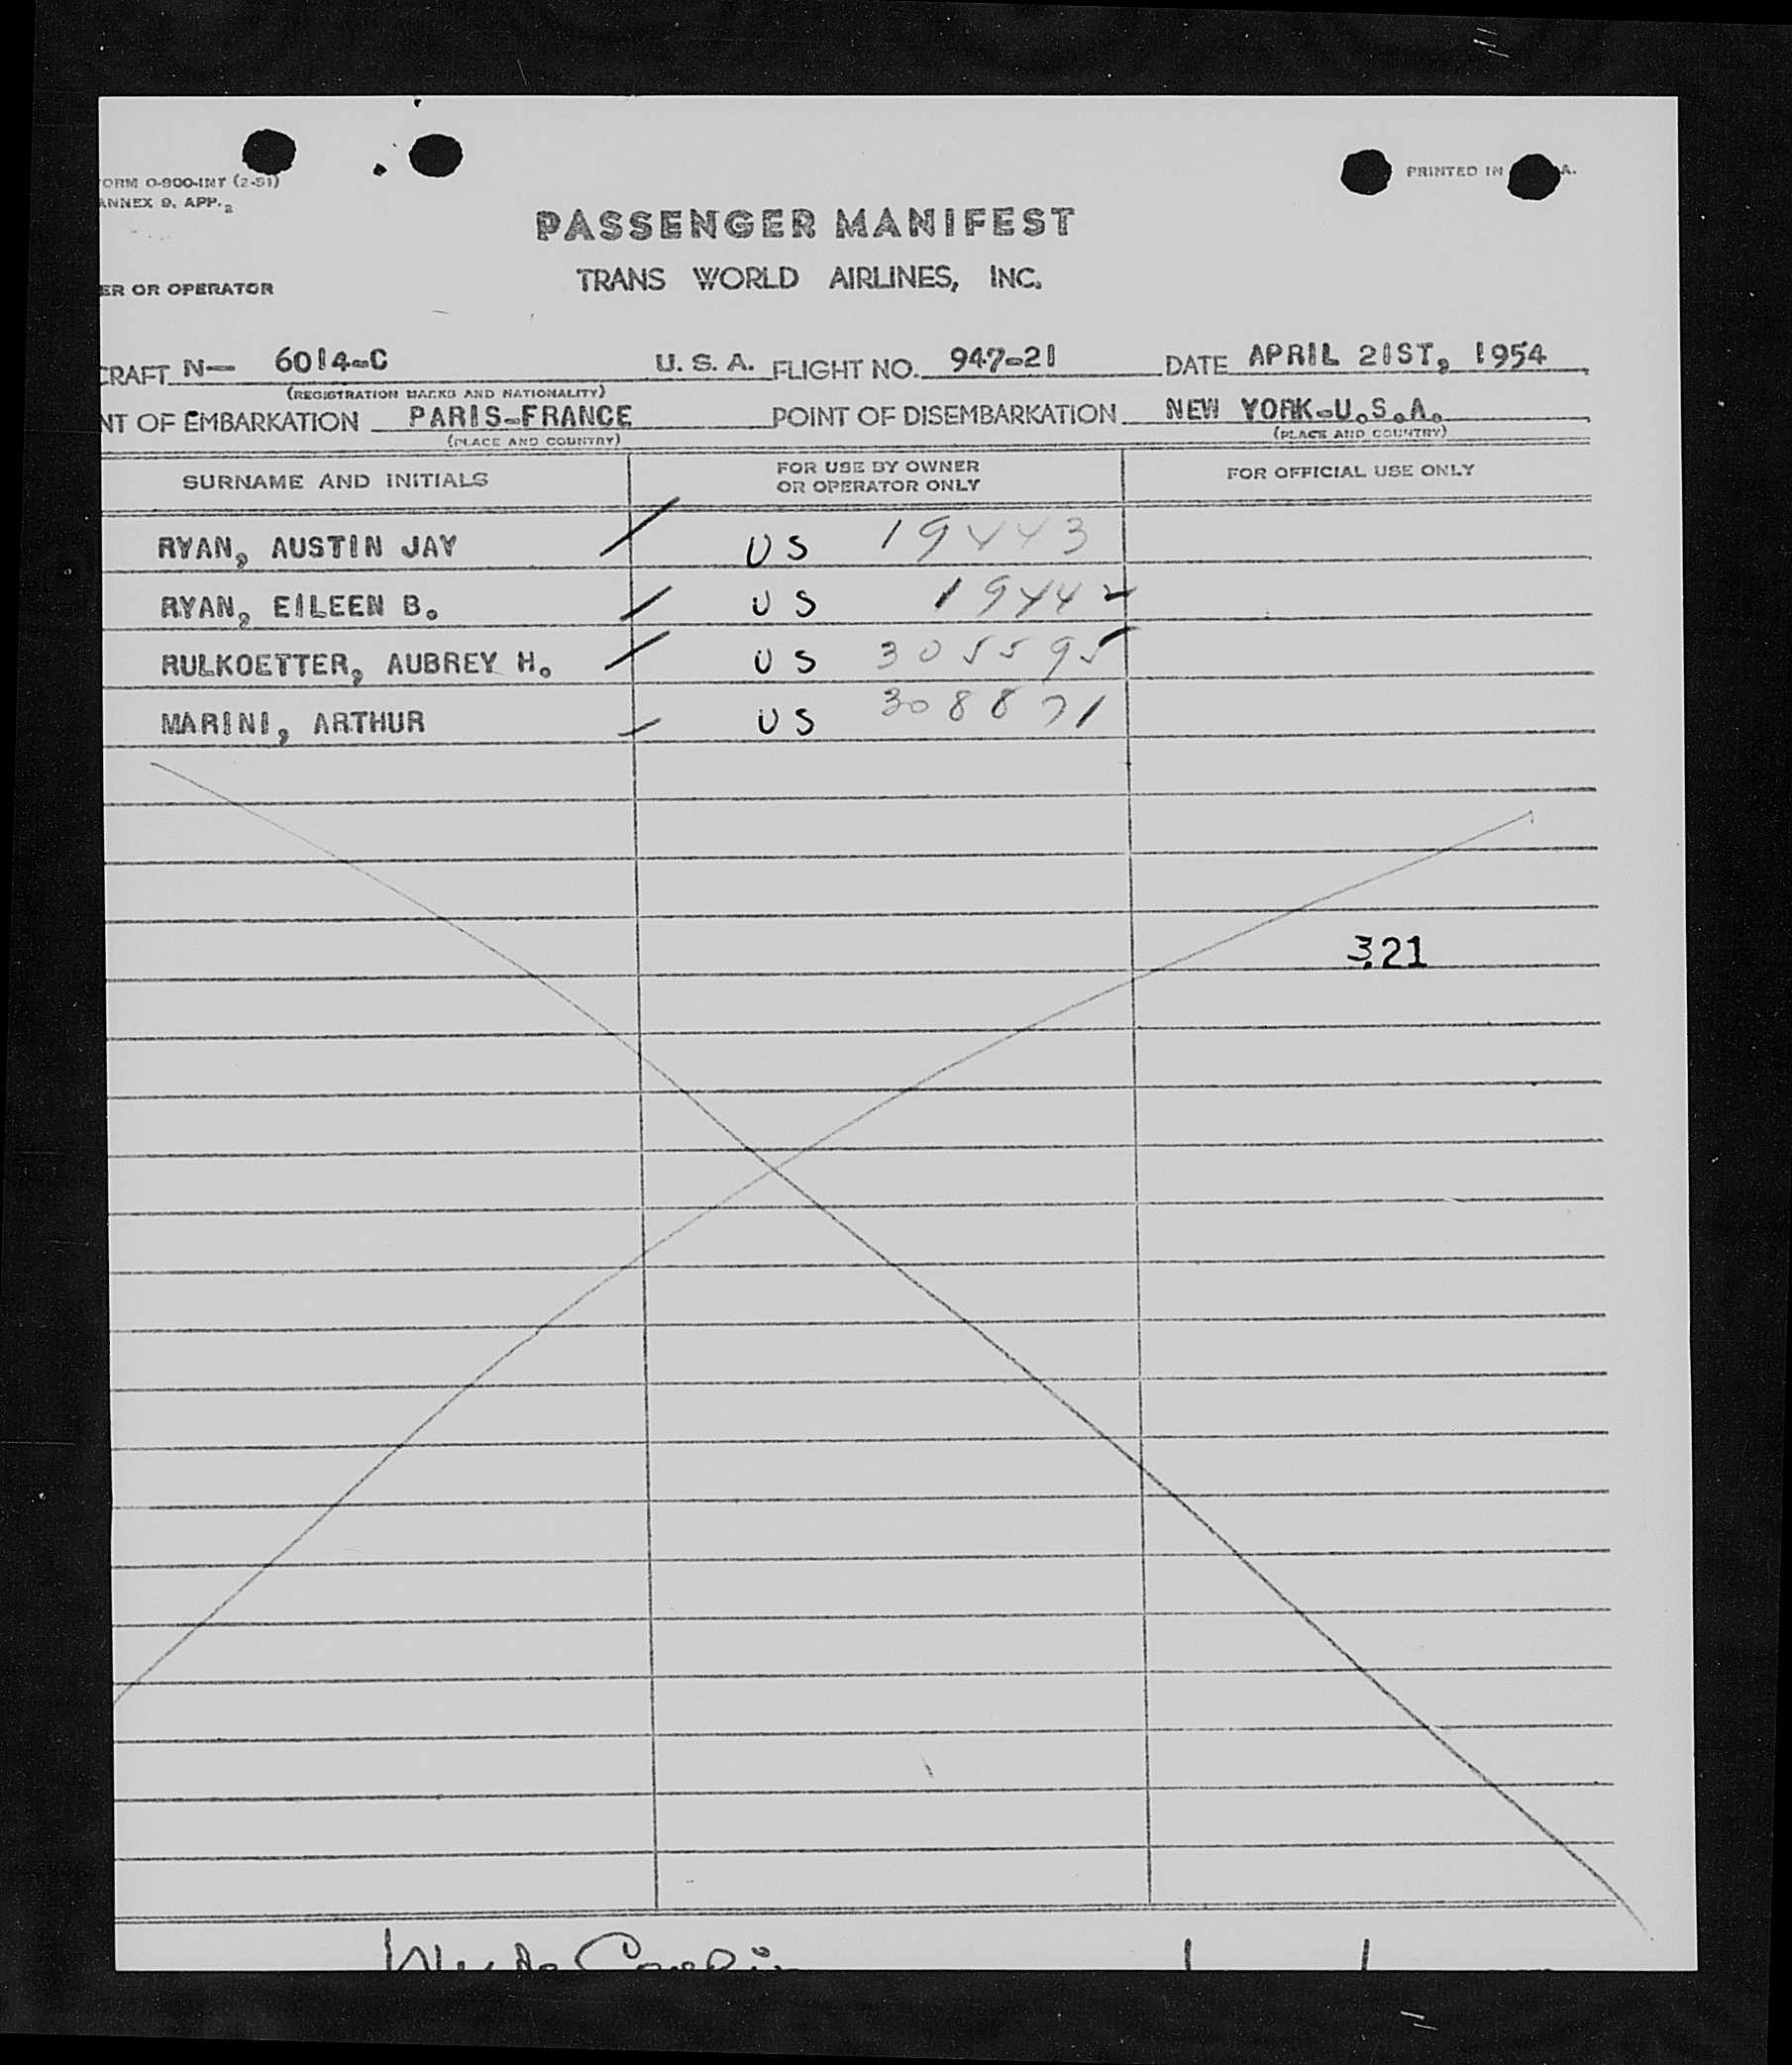 ORM O-900-INT (2-51)
ANNEX 9, APP. 2
PRINTED IN A.
PASSENGER MANIFEST
TRANS WORLD AIRLINES, INC.
ER OR OPERATOR
CRAFT N— 6014-C U. S. A. FLIGHT NO. 947-21 DATE APRIL 21ST, 1954
(REGISTRATION MARKS AND NATIONALITY)
NT OF EMBARKATION PARIS-FRANCE POINT OF DISEMBARKATION NEW YORK-U.S.A.
(PLACE AND COUNTRY) (PLACE AND COUNTRY)
SURNAME AND INITIALS FOR USE BY OWNER OR OPERATOR ONLY FOR OFFICIAL USE ONLY
RYAN, AUSTIN JAY US 19443
RYAN, EILEEN B. US 19442
RULKOETTER, AUBREY H. US 305595
MARINI, ARTHUR US 308871
321